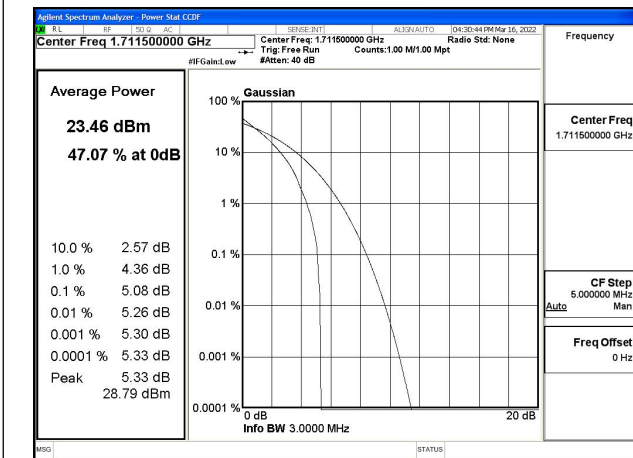 Agilent Spectrum Analyzer - Power Stat CCDF
RL RF 50 Ω AC SENSE:INT ALIGNAUTO 04:30:44 PM Mar 16, 2022
Center Freq 1.711500000 GHz
Center Freq: 1.711500000 GHz Radio Std: None
Trig: Free Run Counts:1.00 M/1.00 Mpt
#IFGain:Low #Atten: 40 dB
Frequency
Average Power
23.46 dBm
47.07 % at 0dB
10.0 % 2.57 dB
1.0 % 4.36 dB
0.1 % 5.08 dB
0.01 % 5.26 dB
0.001 % 5.30 dB
0.0001 % 5.33 dB
Peak 5.33 dB
28.79 dBm
Gaussian
100 %
10 %
1 %
0.1 %
0.01 %
0.001 %
0.0001 %
0 dB 20 dB
Info BW 3.0000 MHz
Center Freq
1.711500000 GHz
CF Step
5.000000 MHz
Auto Man
Freq Offset
0 Hz
MSG STATUS